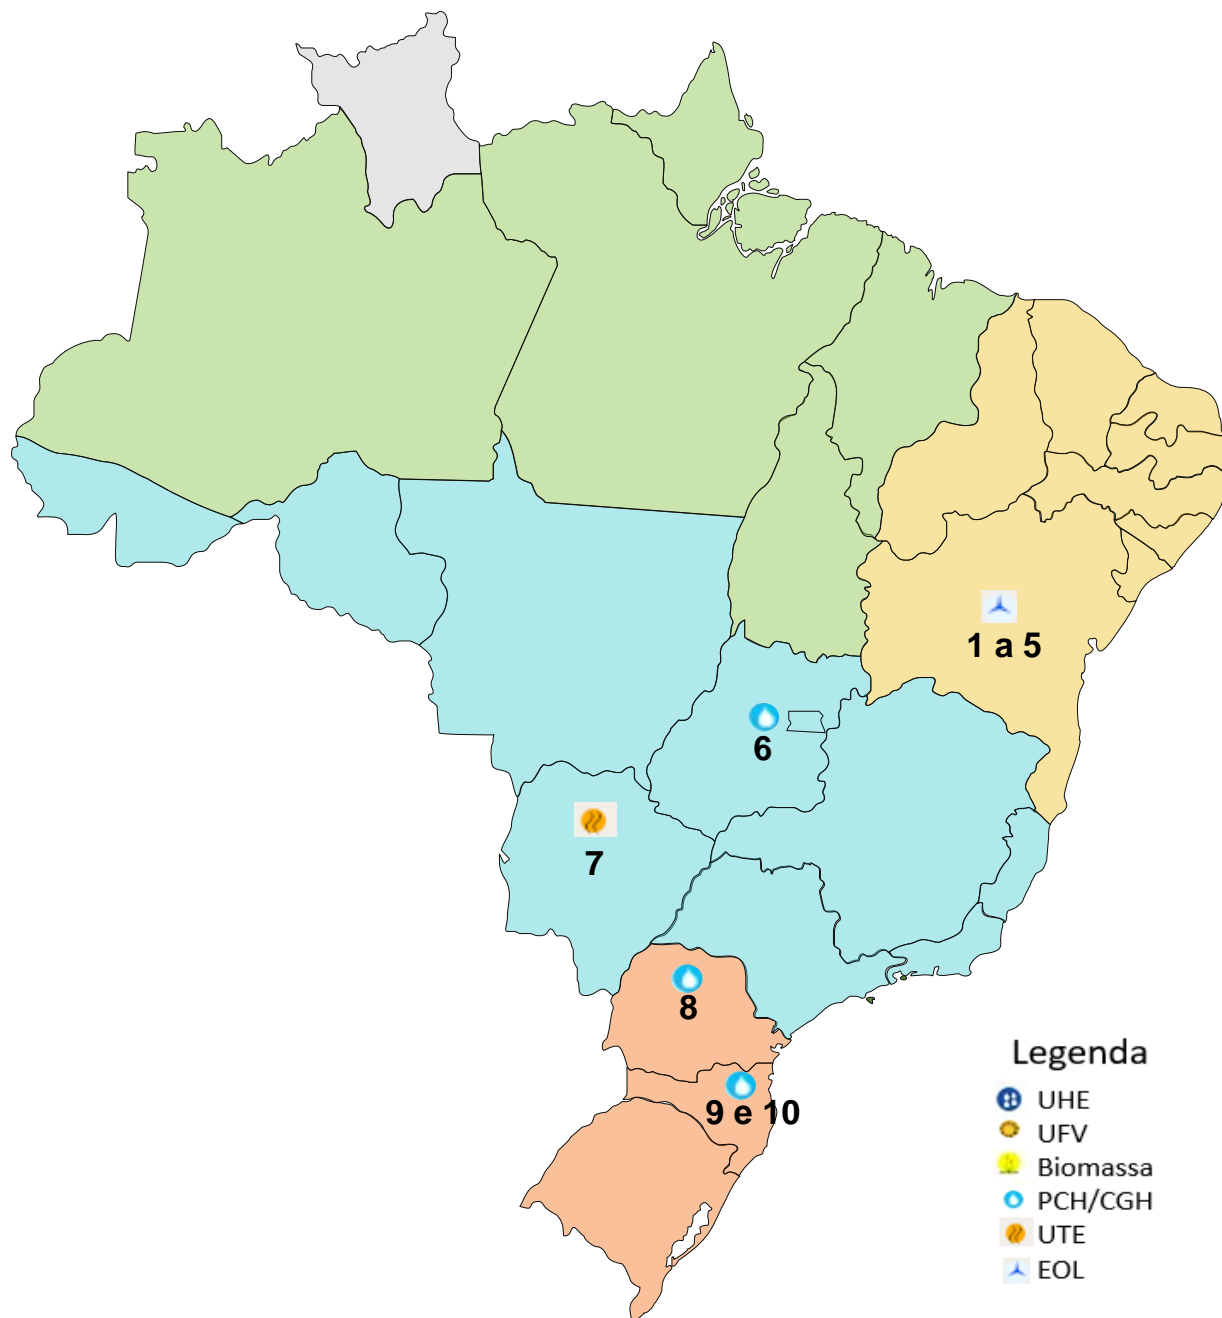 1 a 5
6
7
8
9 e 10
Legenda
UHE
UFV
Biomassa
PCH/CGH
UTE
EOL